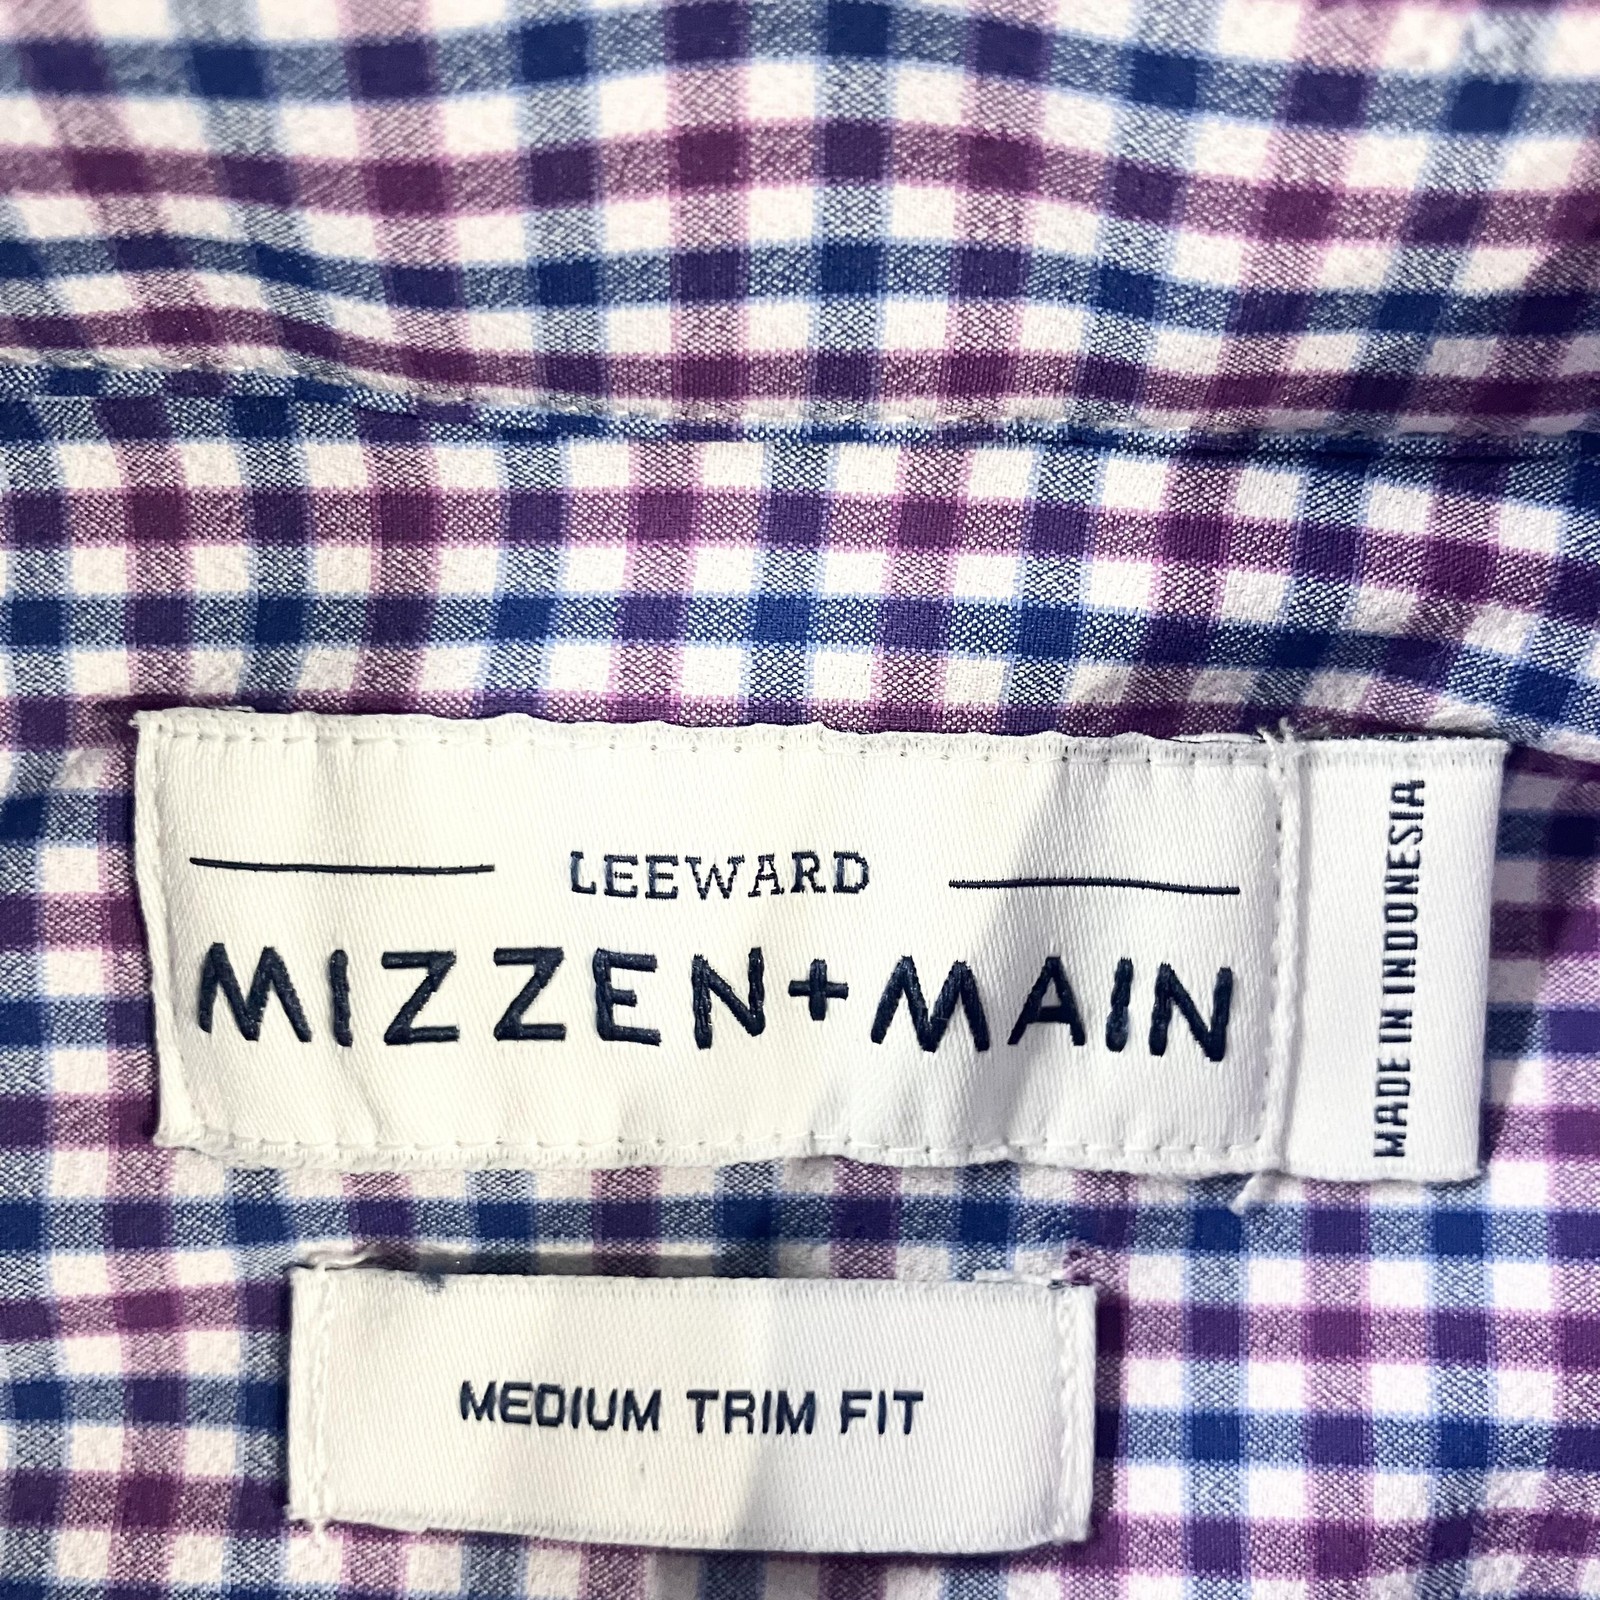 LEEWARD
MIZZEN+MAIN
MADE IN INDONESIA
MEDIUM TRIM FIT